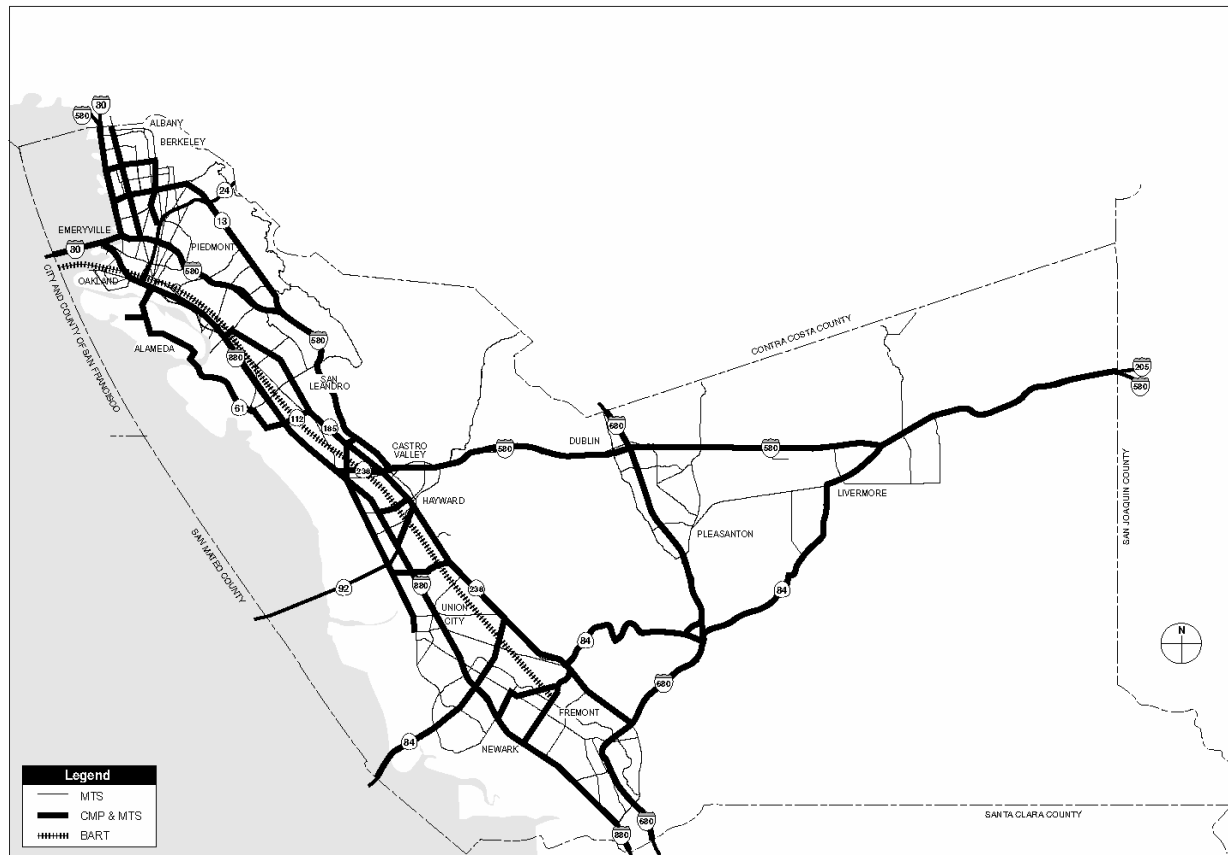 80
580
ALBANY
BERKELEY
24
13
EMERYVILLE
80
PIEDMONT
580
OAKLAND
CITY AND COUNTY OF SAN FRANCISCO
ALAMEDA
880
580
SAN
LEANDRO
61
112
185
CONTRA COSTA COUNTY
205
580
680
DUBLIN
580
580
CASTRO
VALLEY
238
HAYWARD
LIVERMORE
SAN JOAQUIN COUNTY
PLEASANTON
SAN MATEO COUNTY
92
880
238
84
UNION
CITY
84
N
680
FREMONT
84
NEWARK
Legend
MTS
CMP & MTS
BART
880
680
SANTA CLARA COUNTY